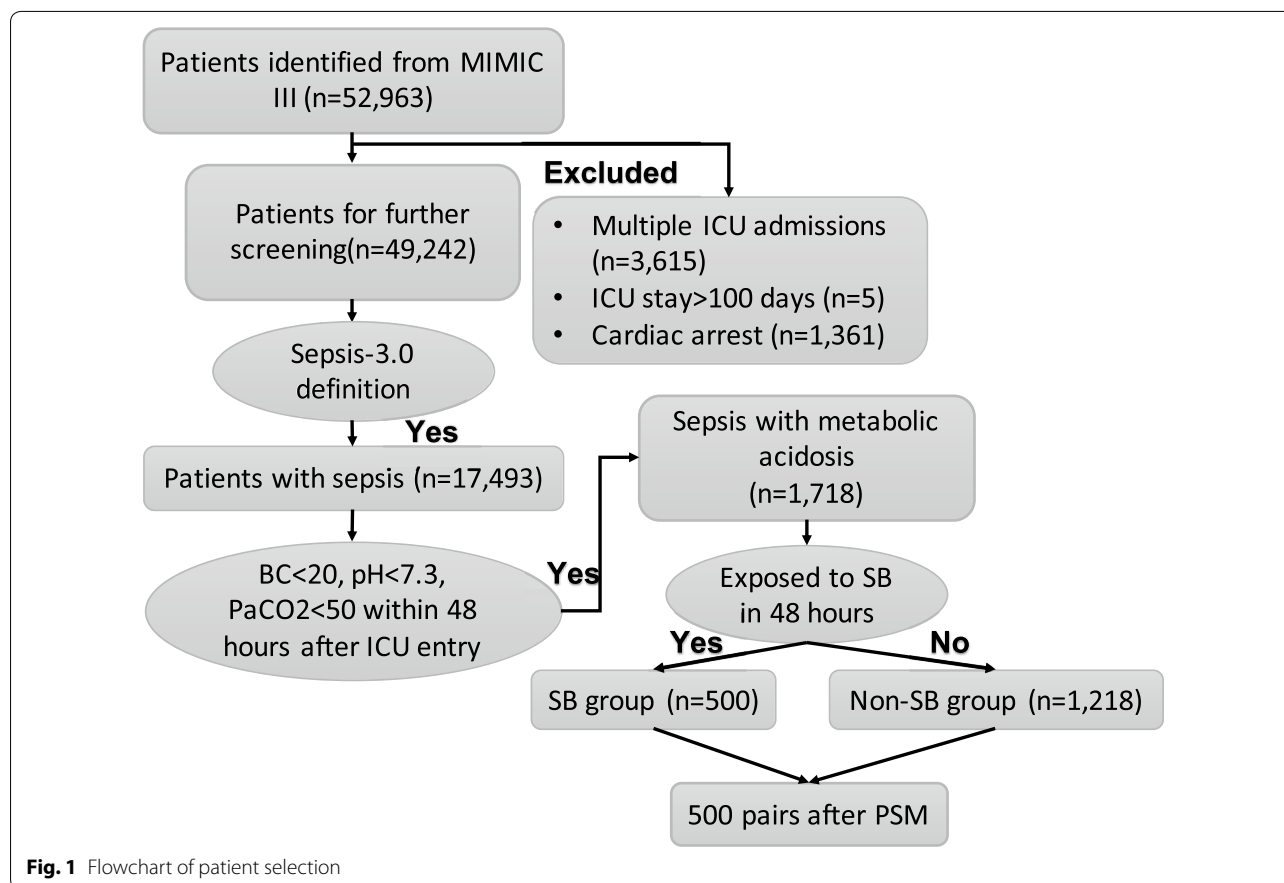 Patients identified from MIMIC
III (n=52,963)
Excluded
Patients for further
screening(n=49,242)
• Multiple ICU admissions
(n=3,615)
• ICU stay>100 days (n=5)
• Cardiac arrest (n=1,361)
Sepsis-3.0
definition
Yes
Patients with sepsis (n=17,493)
BC<20, pH<7.3,
PaCO2<50 within 48
hours after ICU entry
Yes
Sepsis with metabolic
acidosis
(n=1,718)
Exposed to SB
in 48 hours
Yes
No
SB group (n=500)
Non-SB group (n=1,218)
500 pairs after PSM
Fig. 1 Flowchart of patient selection